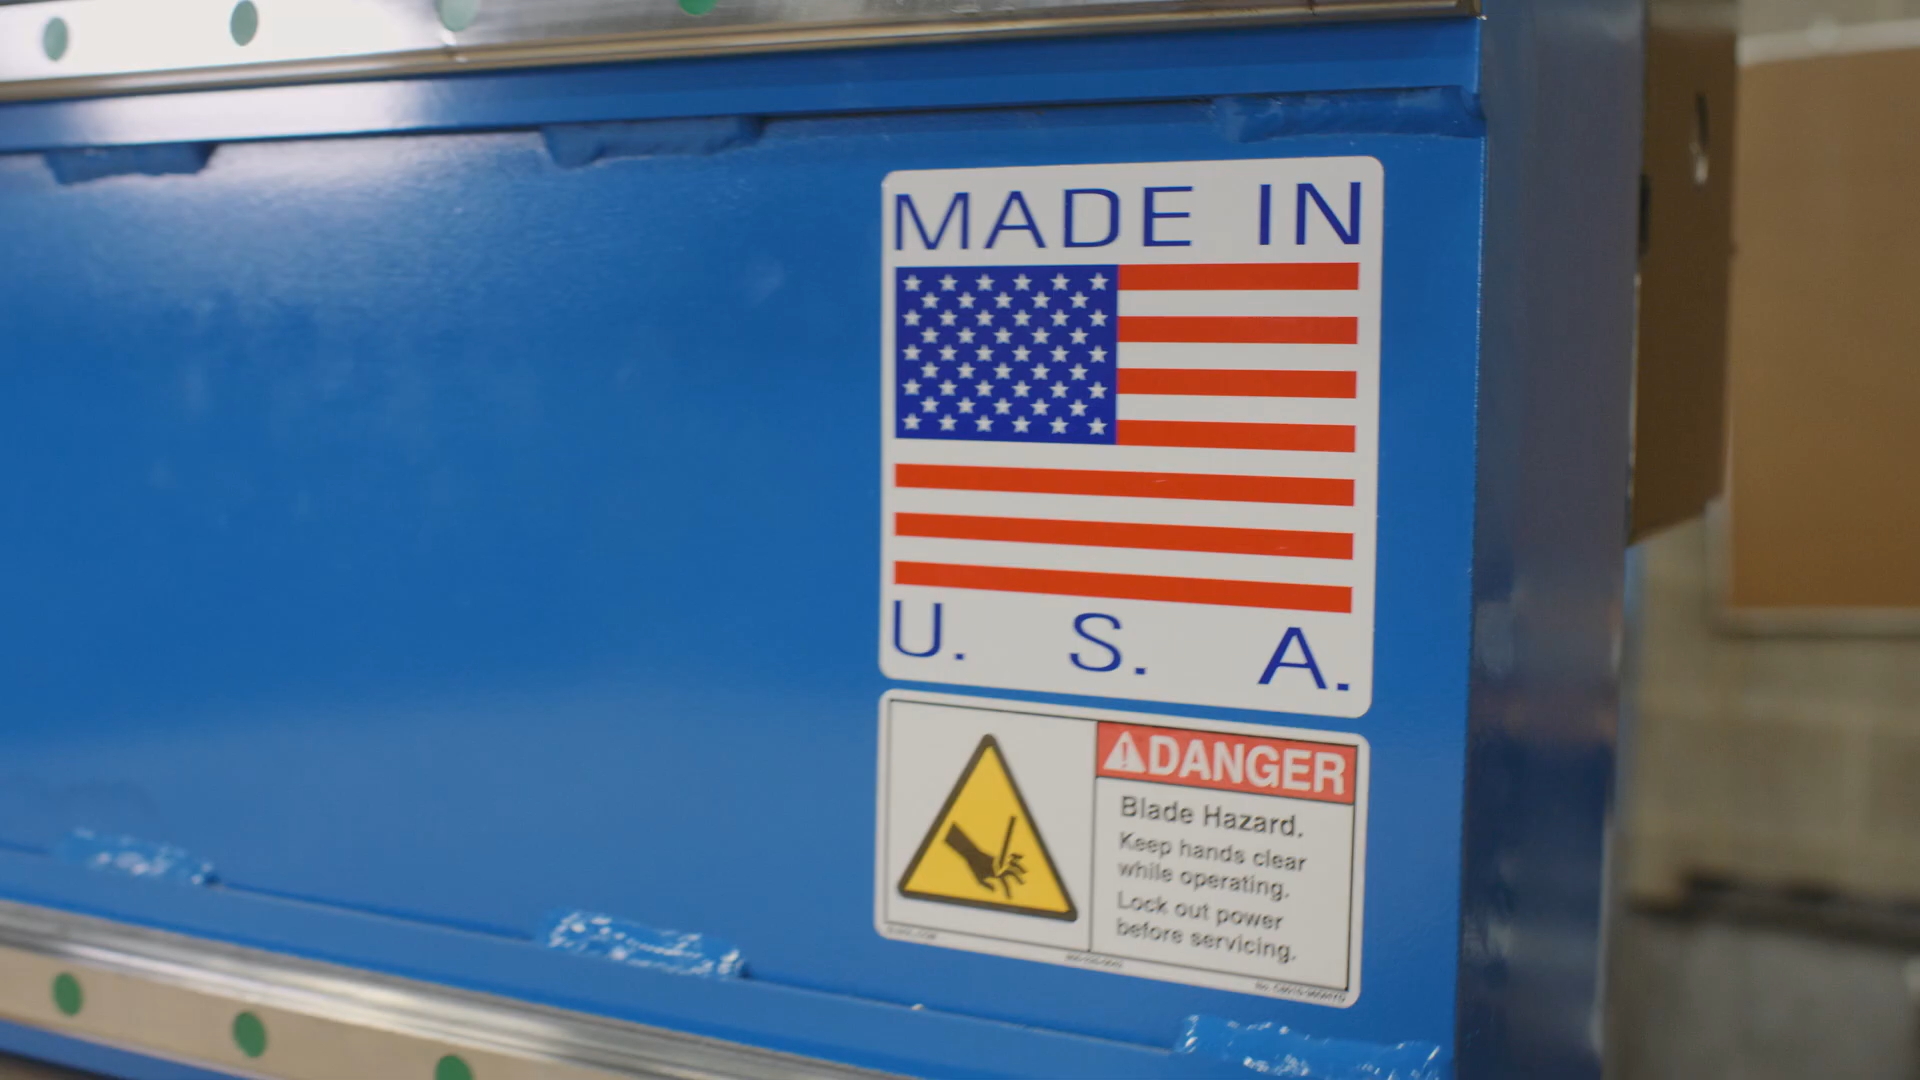 MADE IN
U. S. A.
DANGER
Blade Hazard.
Keep hands clear
while operating.
Lock out power
before servicing.